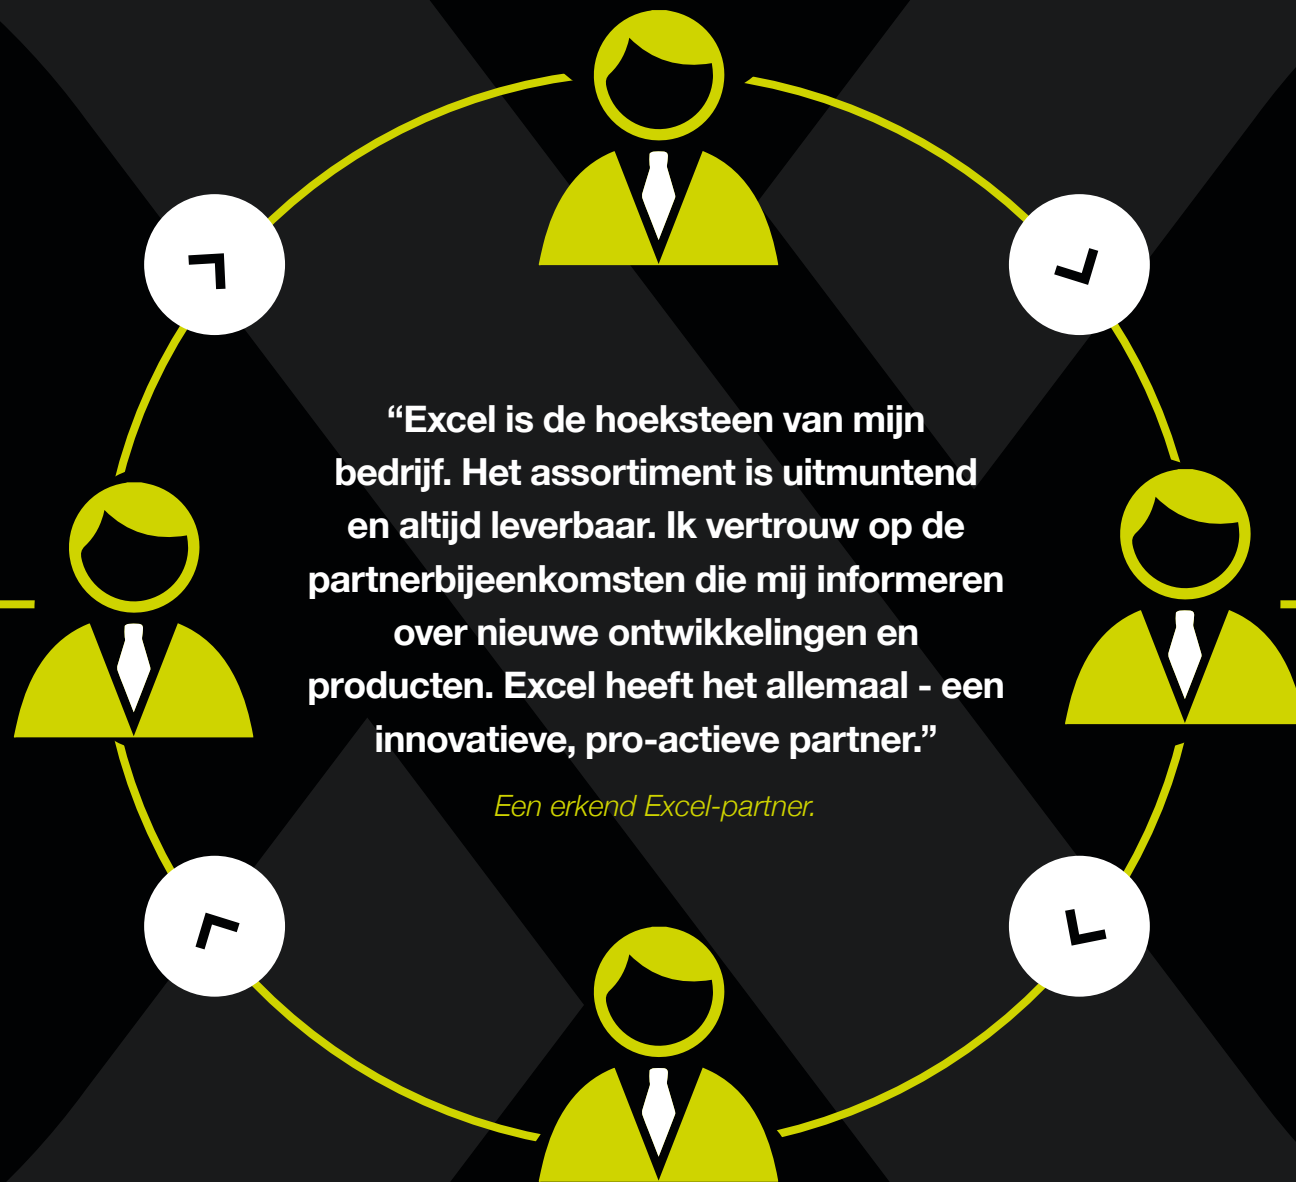 “Excel is de hoeksteen van mijn
bedrijf. Het assortiment is uitmuntend
en altijd leverbaar. Ik vertrouw op de
partnerbijeenkomsten die mij informeren
over nieuwe ontwikkelingen en
producten. Excel heeft het allemaal - een
innovatieve, pro-actieve partner.”
Een erkend Excel-partner.